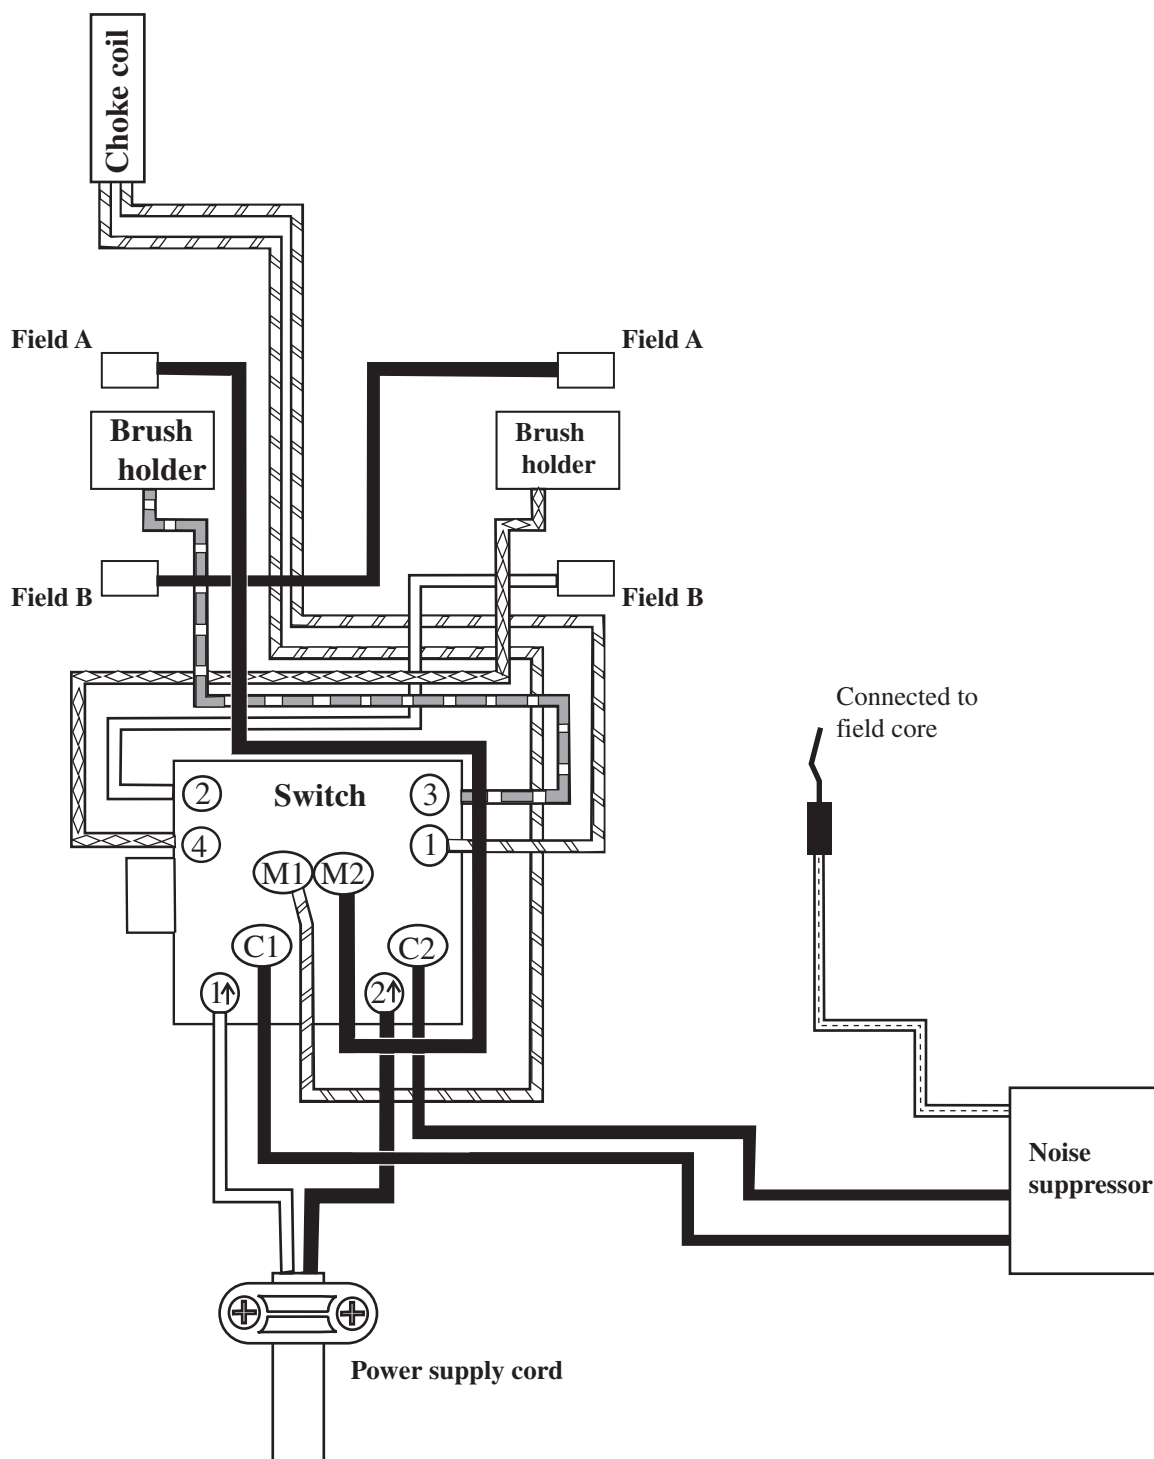 Choke coil
Field A
Field A
Brush
holder
Brush
holder
Field B
Field B
Connected to
field core
2
Switch
3
4
1
M1
M2
C1
C2
1↑
2↑
Noise
suppressor
Power supply cord